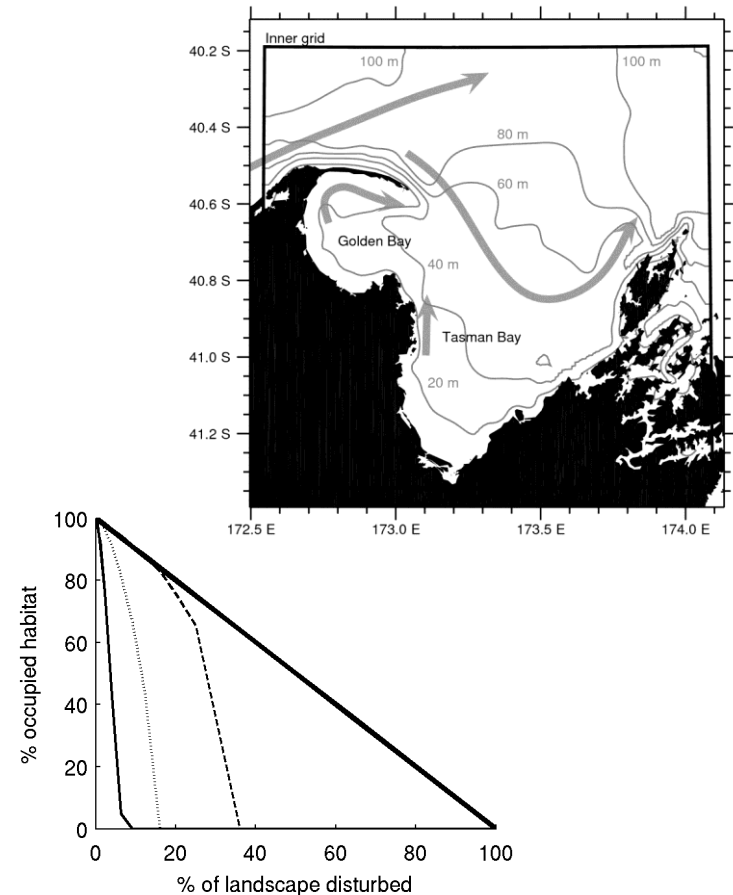 Inner grid
40.2 S
100 m
100 m
40.4 S
80 m
60 m
40.6 S
Golden Bay
40 m
40.8 S
Tasman Bay
41.0 S
20 m
41.2 S
172.5 E 173.0 E 173.5 E 174.0 E
100
80
60
40
20
0
% occupied habitat
0 20 40 60 80 100
% of landscape disturbed